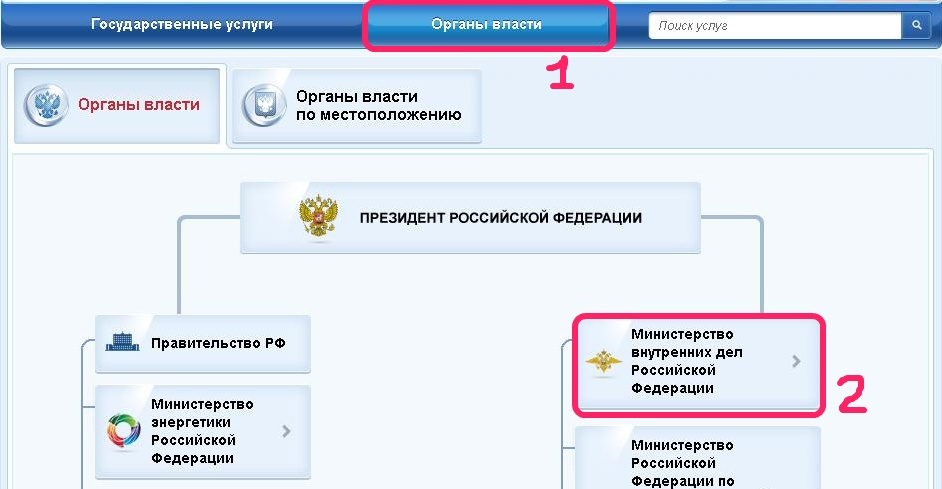 Государственные услуги
Органы власти
Поиск услуг
1
Органы власти
Органы власти
по местоположению
ПРЕЗИДЕНТ РОССИЙСКОЙ ФЕДЕРАЦИИ
Правительство РФ
Министерство
энергетики
Российской
Федерации
Министерство
внутренних дел
Российской
Федерации
2
Министерство
Российской
Федерации по